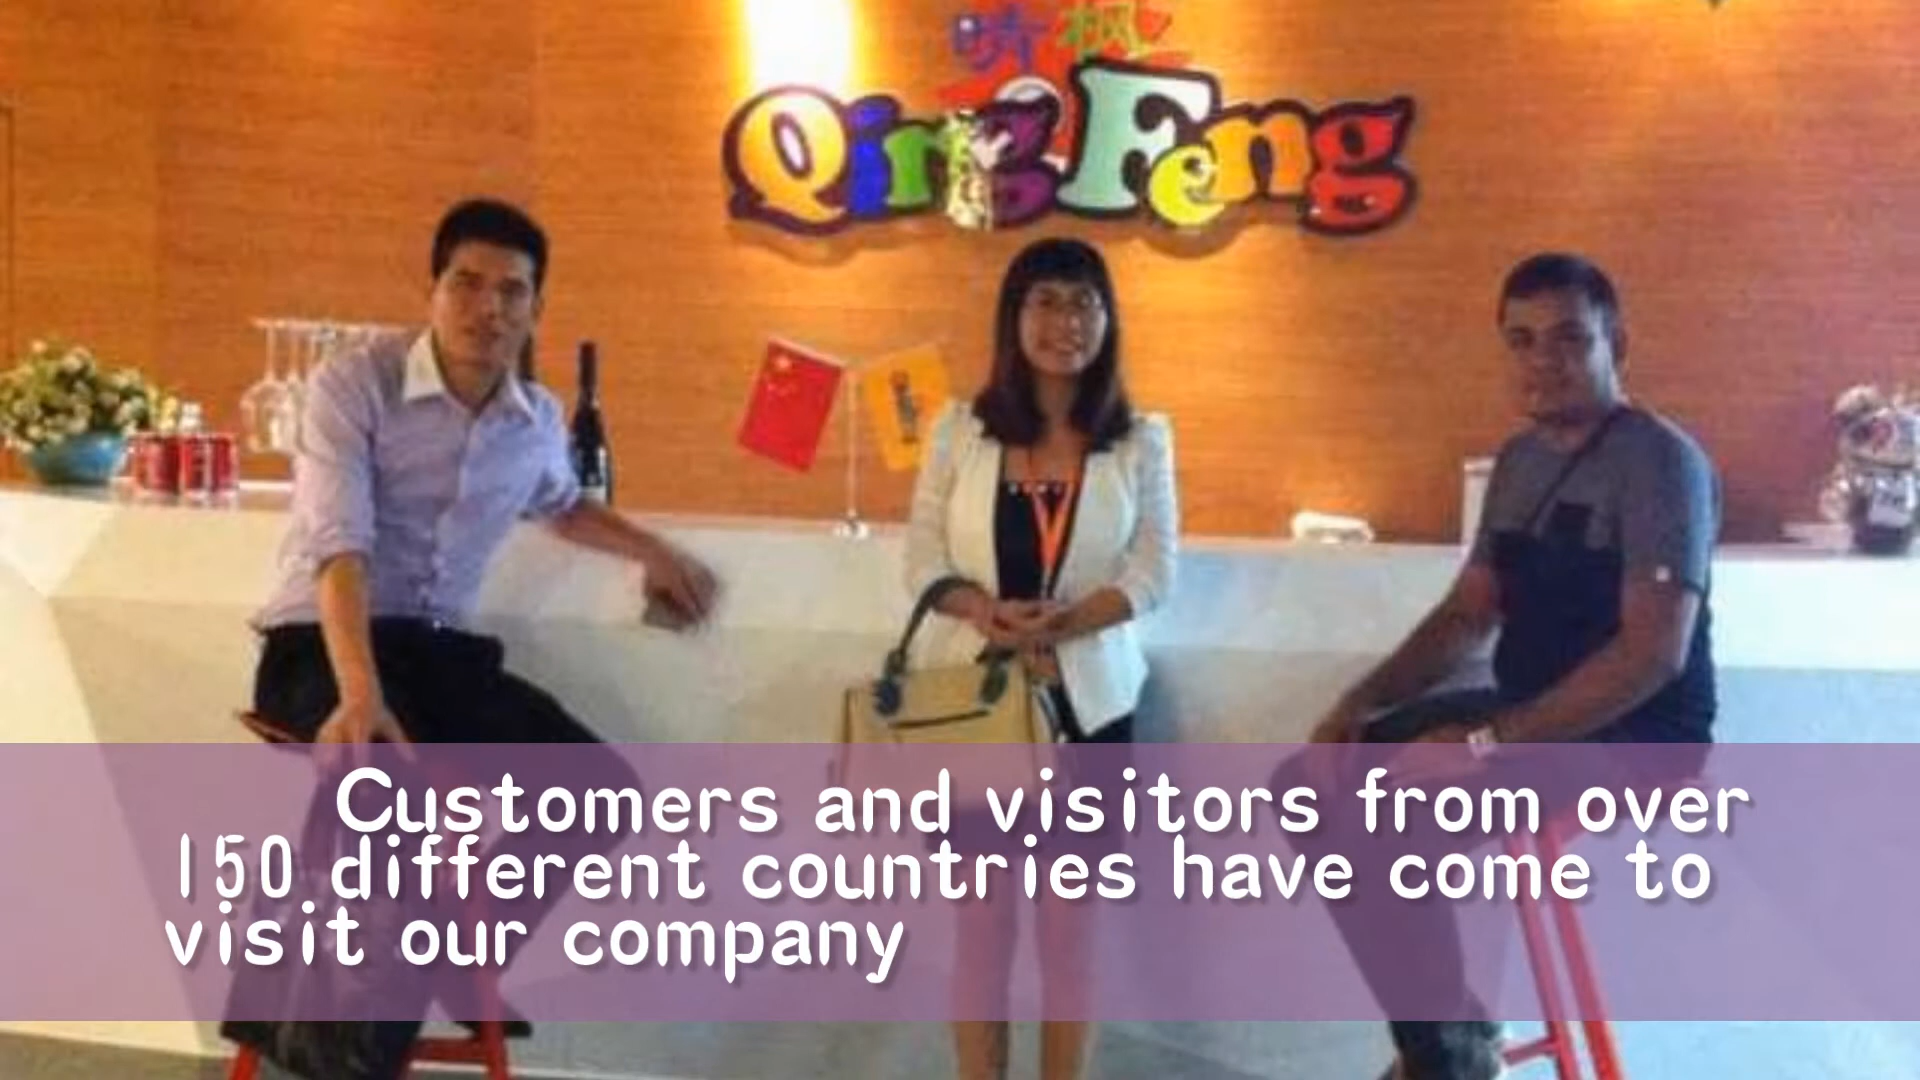 QingFeng
Customers and visitors from over
150 different countries have come to
visit our company